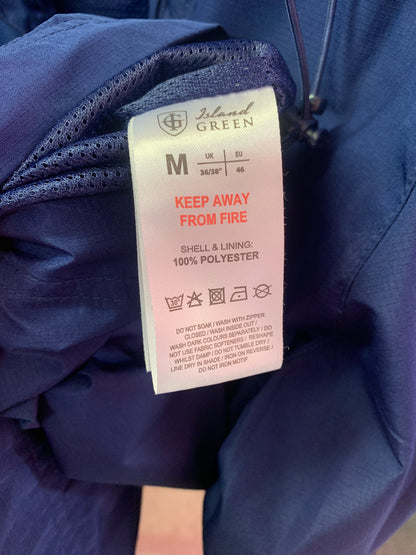 Island
GREEN
M
UK
36/38"
EU
46
KEEP AWAY
FROM FIRE
SHELL & LINING:
100% POLYESTER
30°
DO NOT SOAK / WASH WITH ZIPPER
CLOSED / WASH INSIDE OUT /
WASH DARK COLOURS SEPARATELY / DO
NOT USE FABRIC SOFTENERS / RESHAPE
WHILST DAMP / DO NOT TUMBLE DRY /
LINE DRY IN SHADE / IRON ON REVERSE /
DO NOT IRON MOTIF